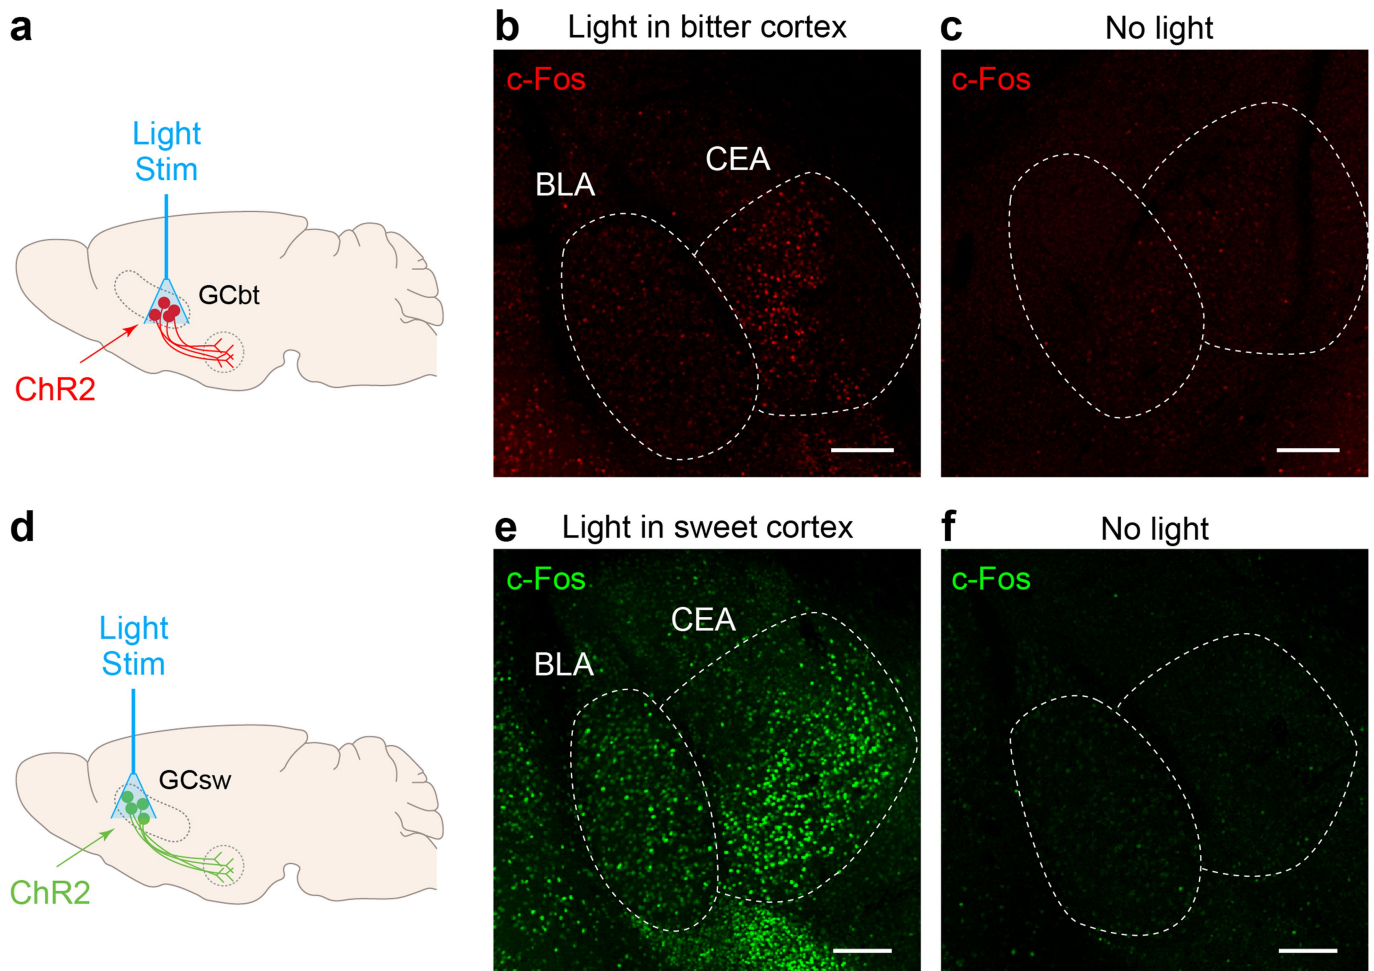 a
Light
Stim
GCbt
ChR2
b
Light in bitter cortex
c-Fos
CEA
BLA
c
No light
c-Fos
d
Light
Stim
GCsw
ChR2
e
Light in sweet cortex
c-Fos
CEA
BLA
f
No light
c-Fos